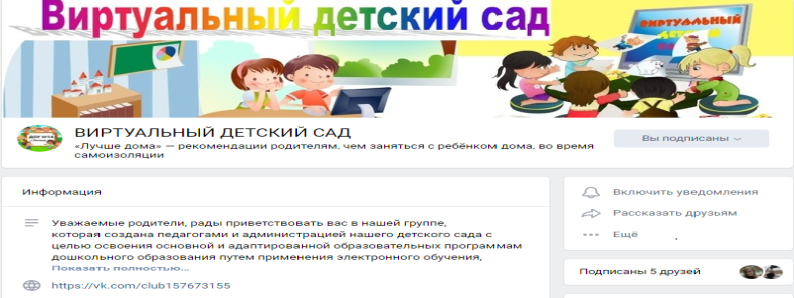 Виртуальный детский сад
ВИРТУАЛЬНЫЙ
ВИРТУАЛЬНЫЙ ДЕТСКИЙ САД
«Лучше дома» — рекомендации родителям, чем заняться с ребёнком дома, во время
самоизоляции
Вы подписаны
Информация
Уважаемые родители, рады приветствовать вас в нашей группе,
которая создана педагогами и администрацией нашего детского сада с
целью освоения основной и адаптированной образовательных программам
дошкольного образования путем применения электронного обучения,
Показать полностью...
https://vk.com/club157673155
Включить уведомления
Рассказать друзьям
Ещё
Подписаны 5 друзей